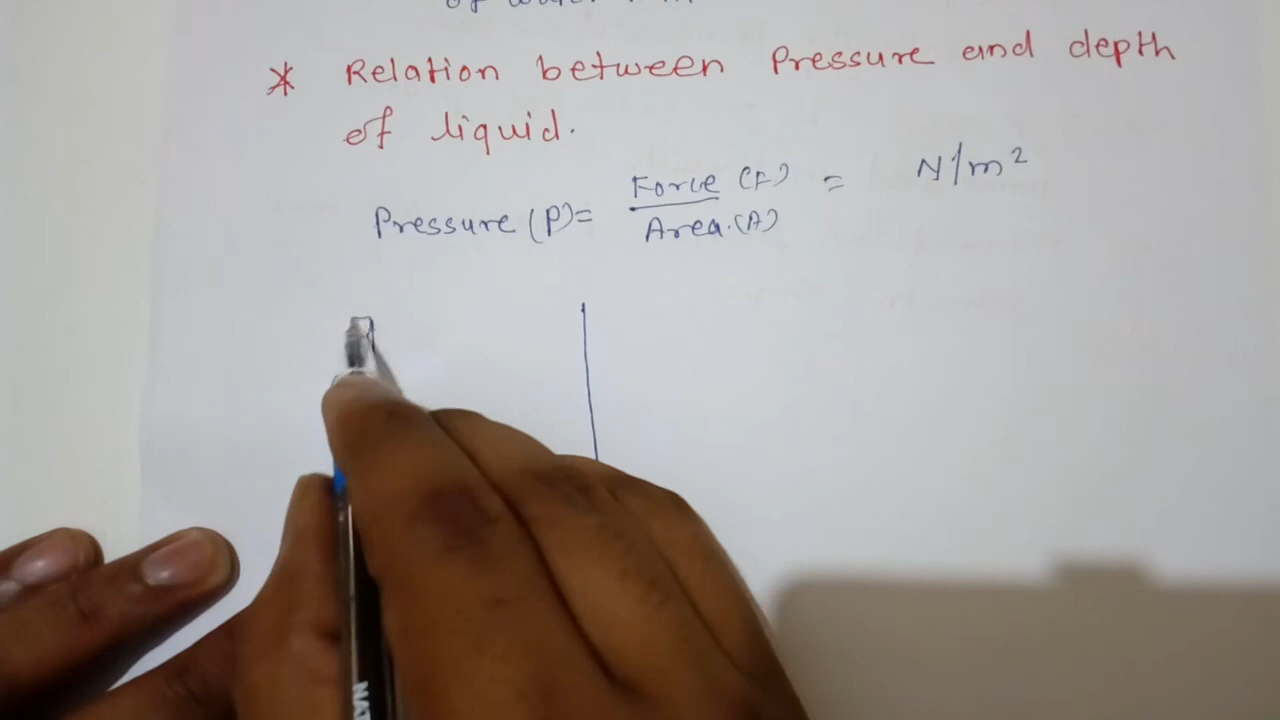 * Relation between Pressure and depth
of liquid.
Pressure (P) = Force (F) / Area. (A) = N/m²